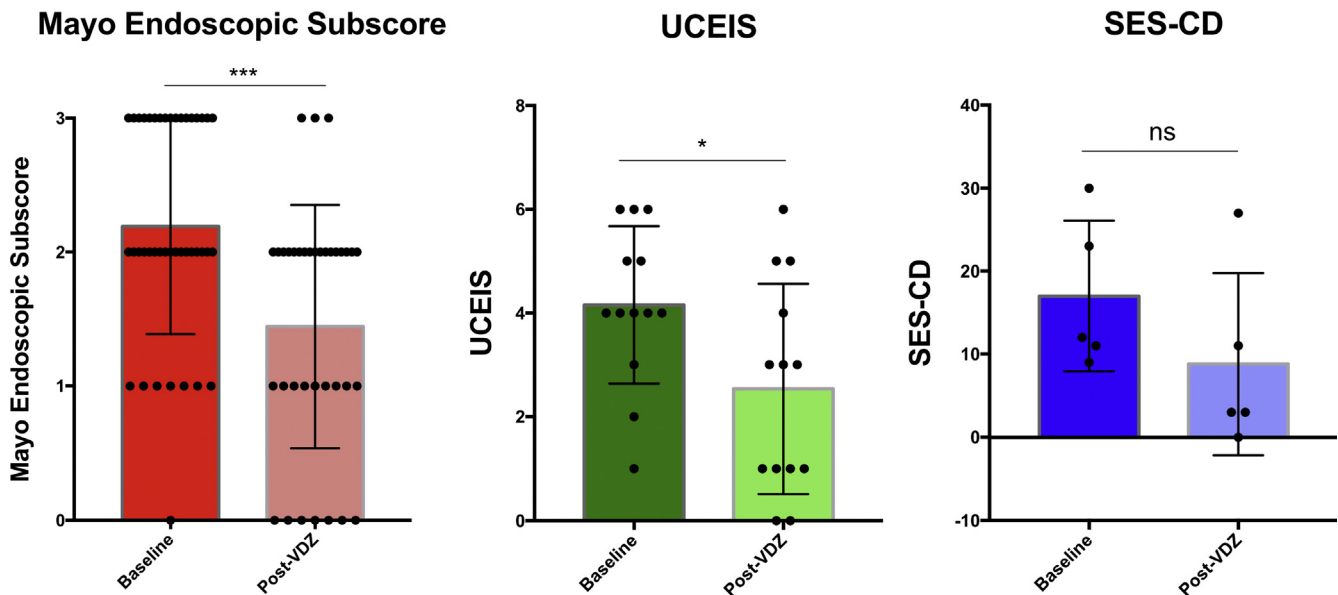 Mayo Endoscopic Subscore
UCEIS
SES-CD
***
*
ns
Mayo Endoscopic Subscore
3
2
1
0
Baseline
Post-VDZ
UCEIS
8
6
4
2
0
Baseline
Post-VDZ
SES-CD
40
30
20
10
0
-10
Baseline
Post-VDZ